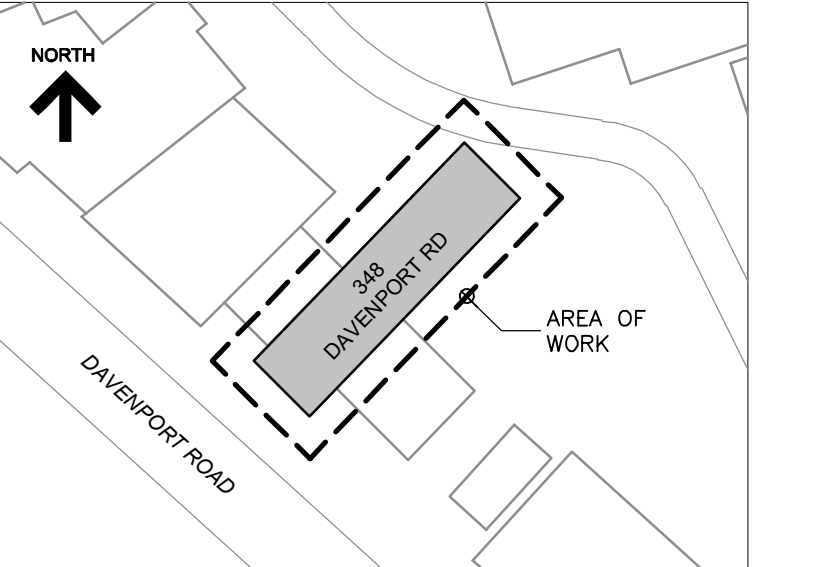 NORTH
348
DAVENPORT RD
AREA OF
WORK
DAVENPORT ROAD